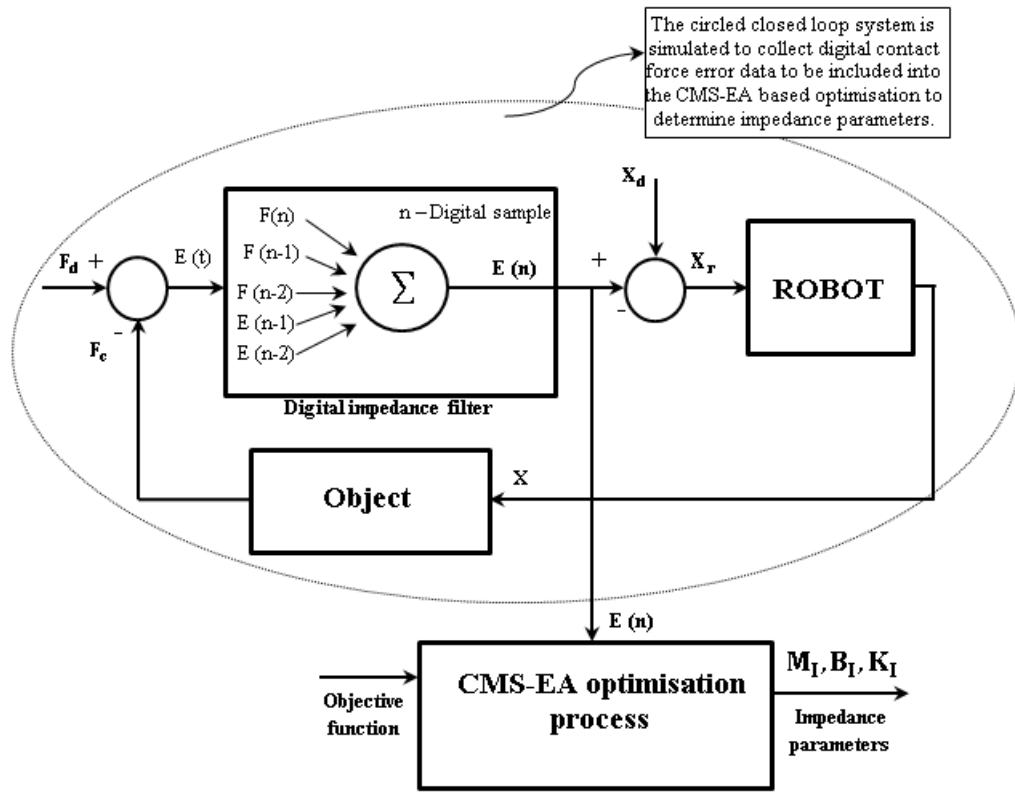 The circled closed loop system is
simulated to collect digital contact
force error data to be included into
the CMS-EA based optimisation to
determine impedance parameters.
X_d
n – Digital sample
F(n)
F (n-1)
F (n-2)
E (n-1)
E (n-2)
Σ
E (n)
F_d +
E (t)
-
F_c
+
-
X_r
ROBOT
Digital impedance filter
Object
X
E (n)
CMS-EA optimisation
process
Objective
function
M_I, B_I, K_I
Impedance
parameters